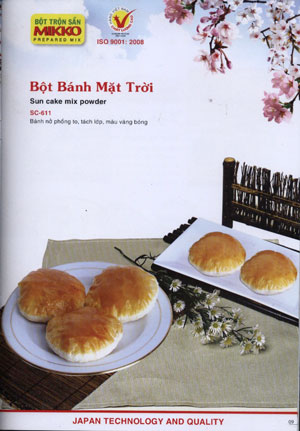 BỘT TRỘN SẴN
MIKKO
PREPARED MIX
ISO 9001: 2008
Bột Bánh Mặt Trời
Sun cake mix powder
SC-611
Bánh nở phồng to, tách lớp, màu vàng bóng
JAPAN TECHNOLOGY AND QUALITY
09